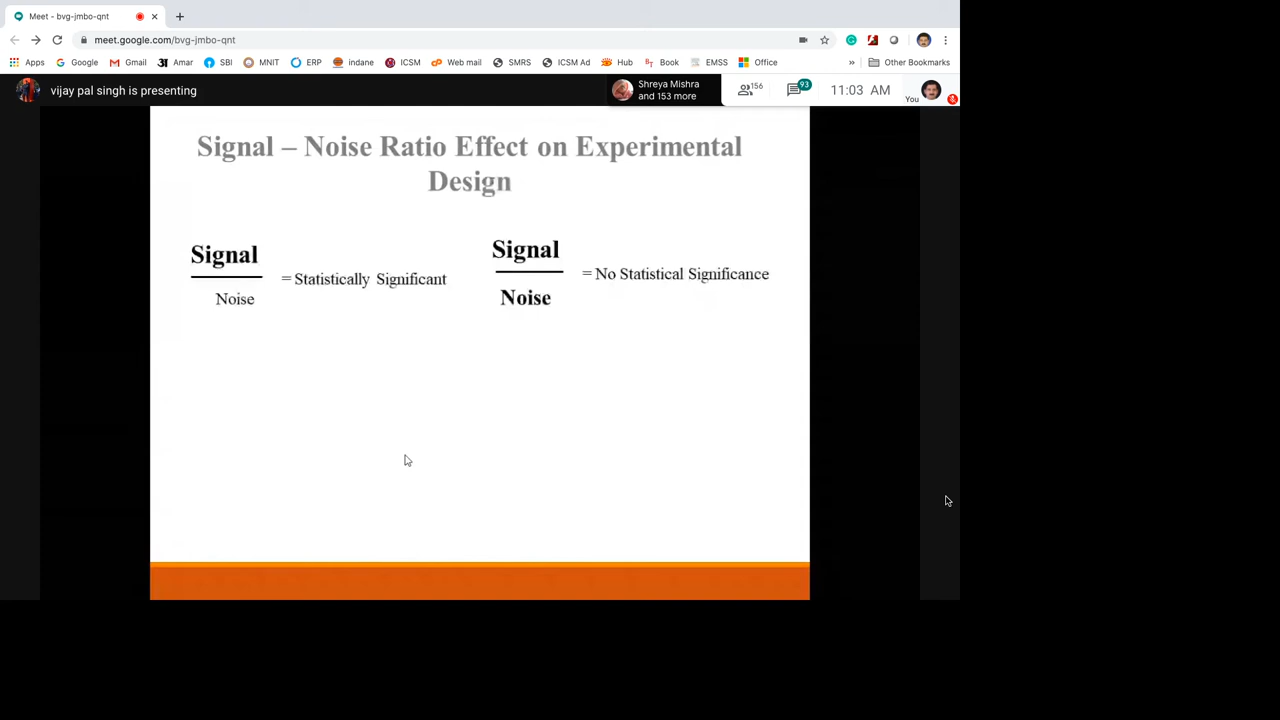 Meet - bvg-jmbo-qnt
meet.google.com/bvg-jmbo-qnt
Apps Google Gmail Amar SBI MNIT ERP indane ICSM Web mail SMRS ICSM Ad Hub Book EMSS Office » Other Bookmarks
vijay pal singh is presenting
Shreya Mishra
and 153 more
156
93
11:03 AM
You
Signal – Noise Ratio Effect on Experimental
Design
Signal
Noise
= Statistically Significant
Signal
Noise
= No Statistical Significance